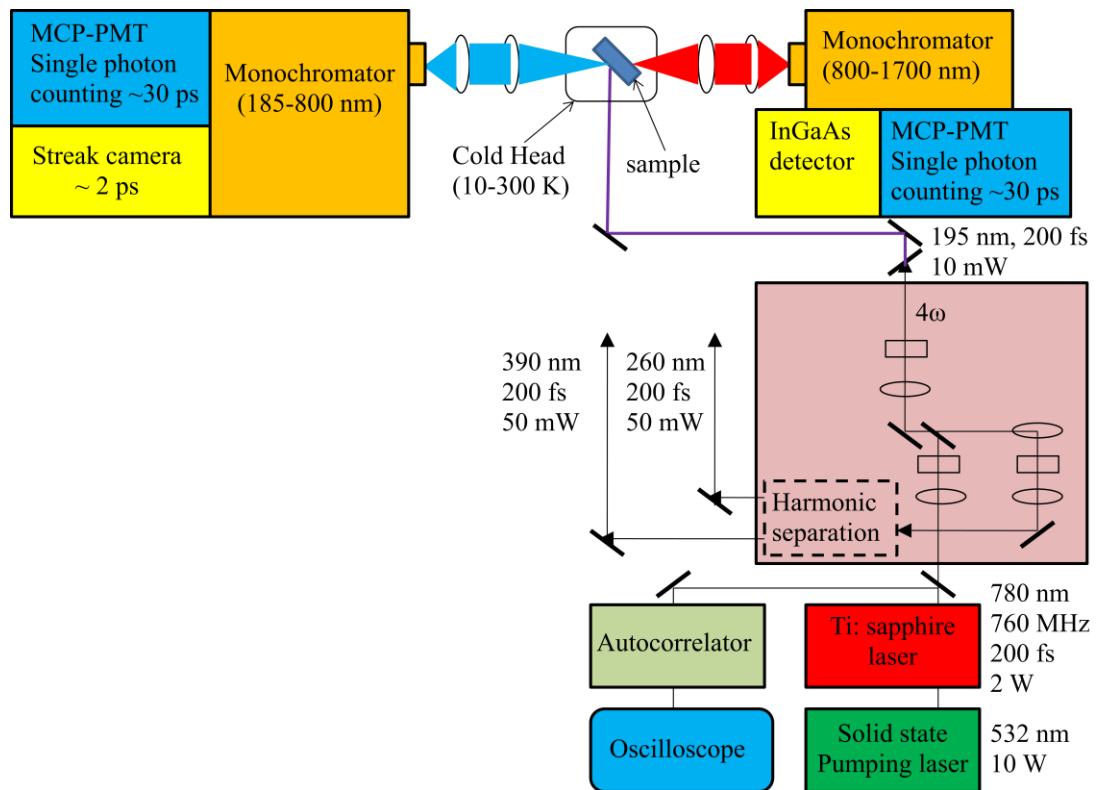 MCP-PMT
Single photon
counting ~30 ps
Streak camera
~ 2 ps
Monochromator
(185-800 nm)
Cold Head
(10-300 K)
sample
Monochromator
(800-1700 nm)
InGaAs
detector
MCP-PMT
Single photon
counting ~30 ps
195 nm, 200 fs
10 mW
4ω
390 nm
200 fs
50 mW
260 nm
200 fs
50 mW
Harmonic
separation
Autocorrelator
Ti: sapphire
laser
780 nm
760 MHz
200 fs
2 W
Oscilloscope
Solid state
Pumping laser
532 nm
10 W